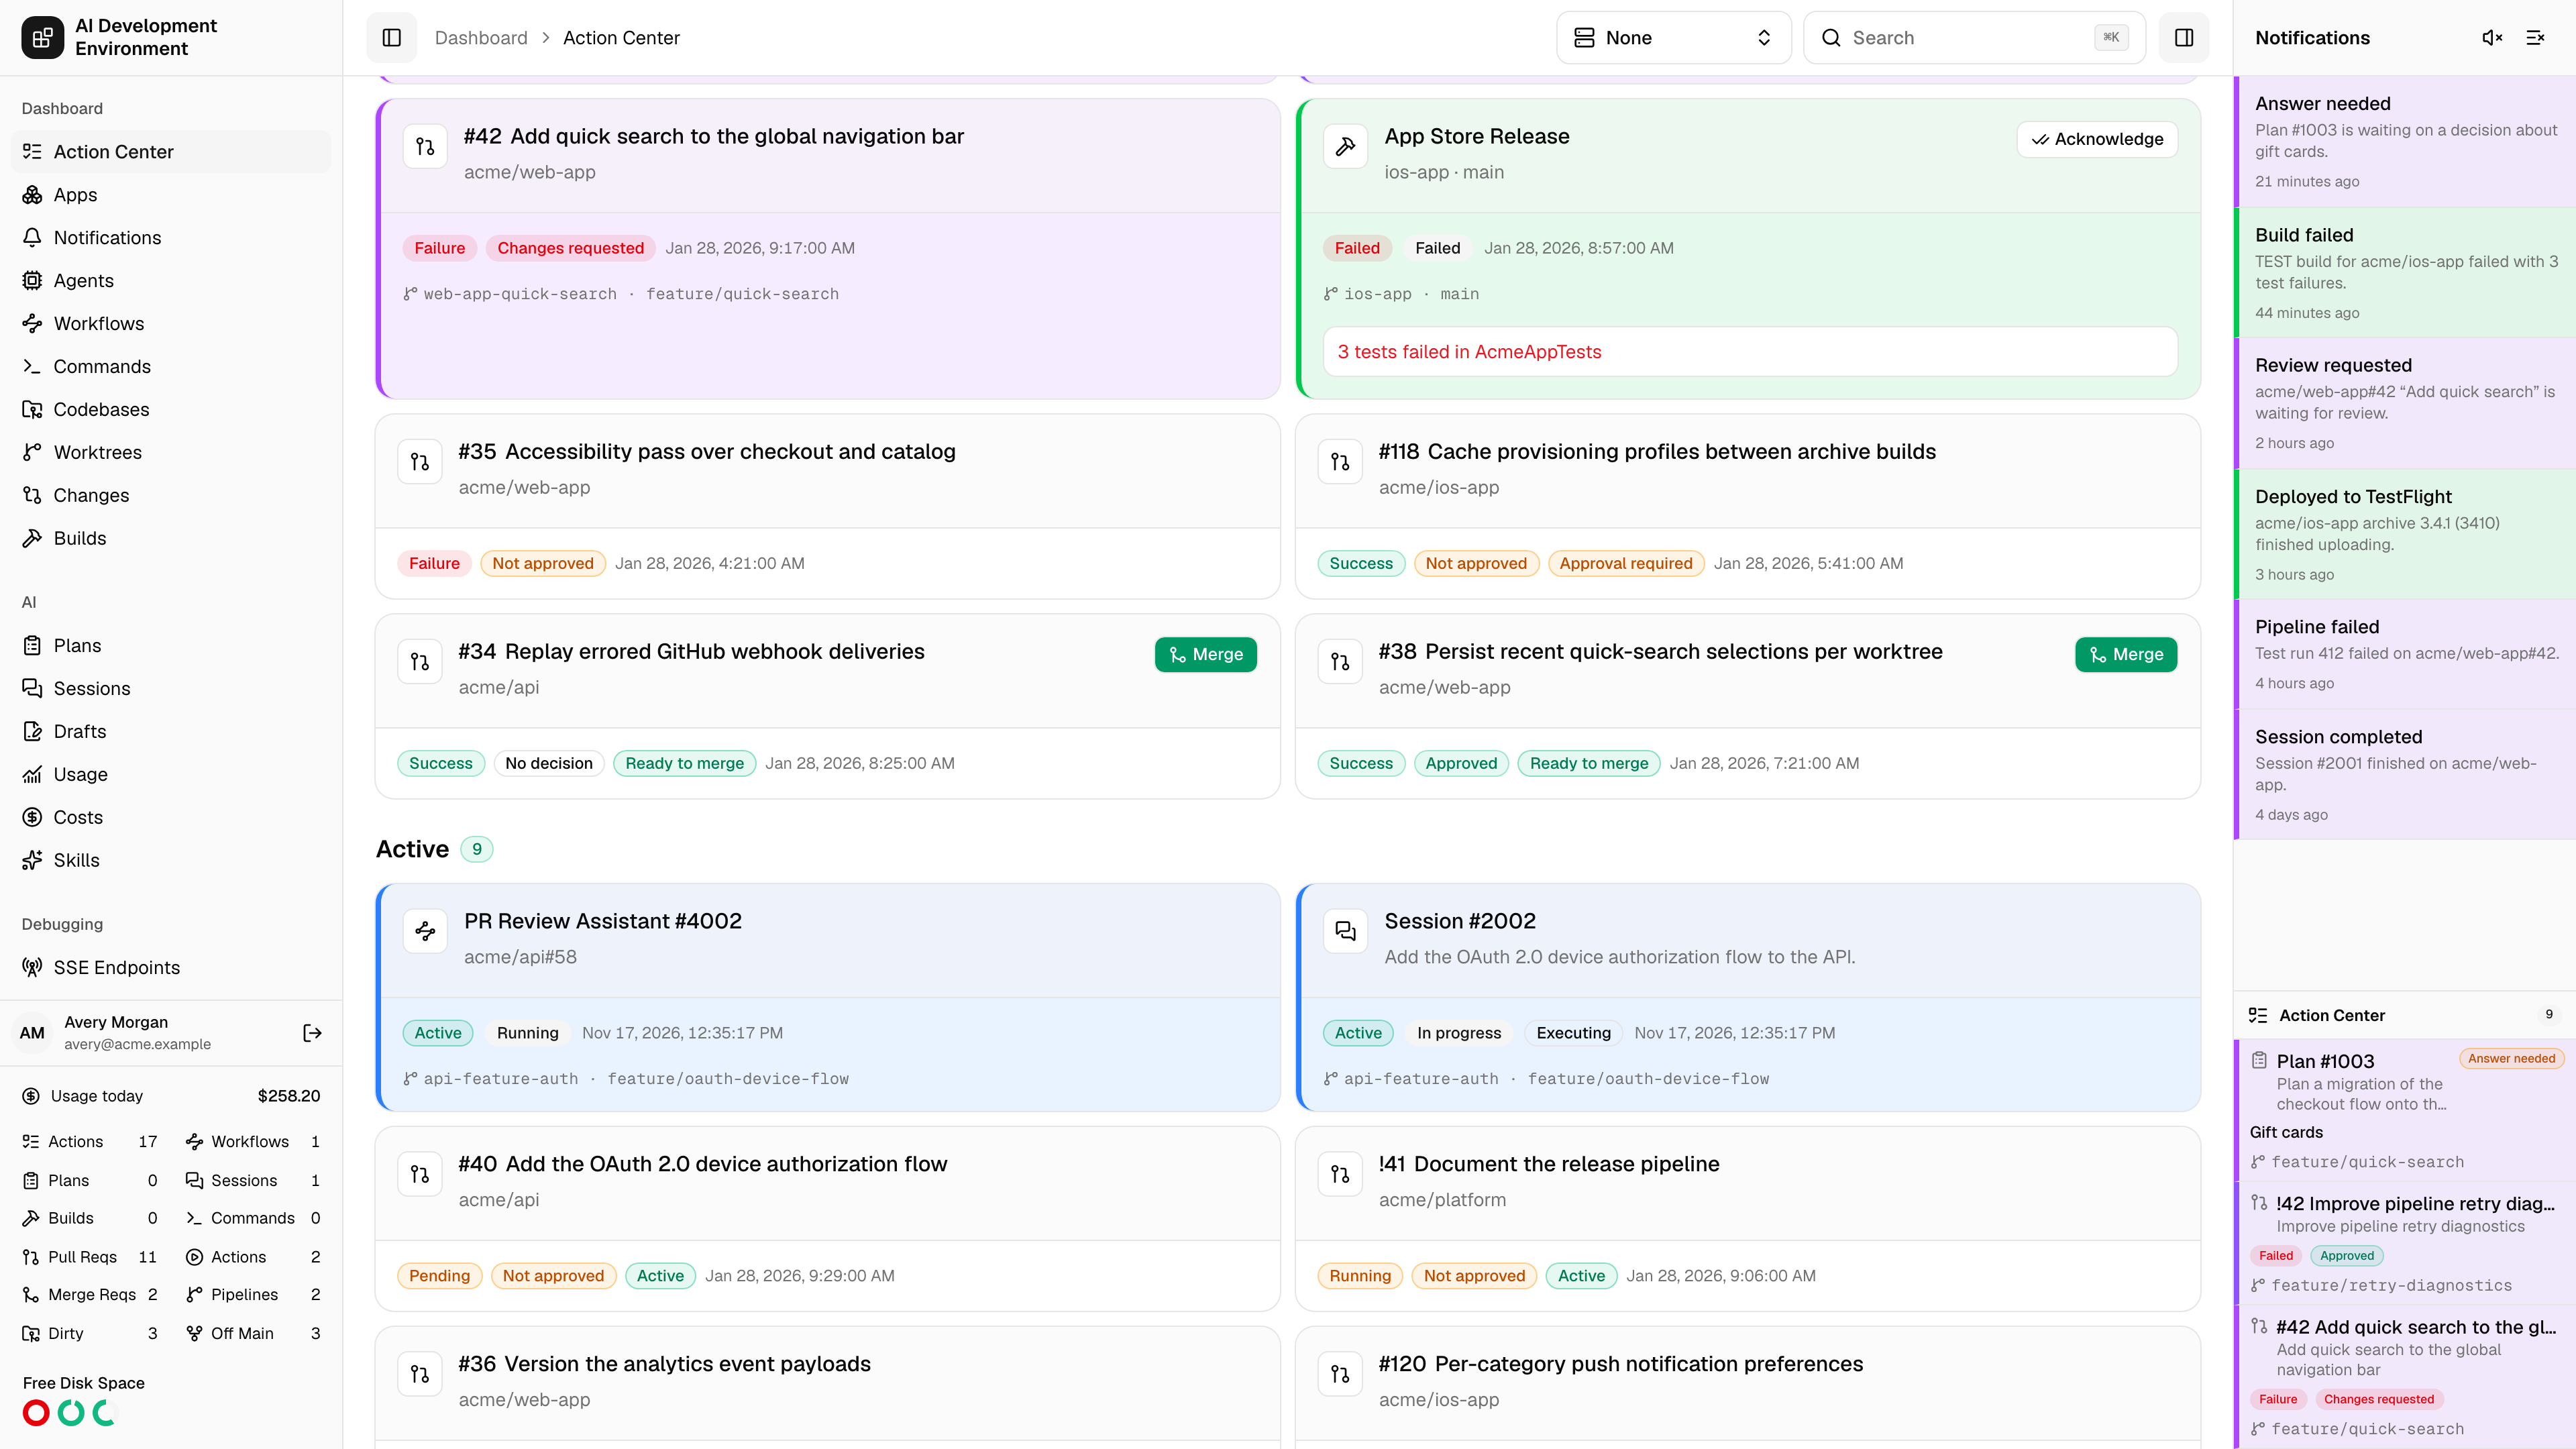 AI Development
Environment
Dashboard
Action Center
Apps
Notifications
Agents
Workflows
Commands
Codebases
Worktrees
Changes
Builds
AI
Plans
Sessions
Drafts
Usage
Costs
Skills
Debugging
SSE Endpoints
AM
Avery Morgan
avery@acme.example
Usage today $258.20
Actions 17 Workflows 1
Plans 0 Sessions 1
Builds 0 Commands 0
Pull Reqs 11 Actions 2
Merge Reqs 2 Pipelines 2
Dirty 3 Off Main 3
Free Disk Space
Dashboard > Action Center
None
Search ⌘K
#42 Add quick search to the global navigation bar
acme/web-app
Failure Changes requested Jan 28, 2026, 9:17:00 AM
web-app-quick-search · feature/quick-search
App Store Release
Acknowledge
ios-app · main
Failed Failed Jan 28, 2026, 8:57:00 AM
ios-app · main
3 tests failed in AcmeAppTests
#35 Accessibility pass over checkout and catalog
acme/web-app
Failure Not approved Jan 28, 2026, 4:21:00 AM
#118 Cache provisioning profiles between archive builds
acme/ios-app
Success Not approved Approval required Jan 28, 2026, 5:41:00 AM
#34 Replay errored GitHub webhook deliveries
Merge
acme/api
Success No decision Ready to merge Jan 28, 2026, 8:25:00 AM
#38 Persist recent quick-search selections per worktree
Merge
acme/web-app
Success Approved Ready to merge Jan 28, 2026, 7:21:00 AM
Active 9
PR Review Assistant #4002
acme/api#58
Active Running Nov 17, 2026, 12:35:17 PM
api-feature-auth · feature/oauth-device-flow
Session #2002
Add the OAuth 2.0 device authorization flow to the API.
Active In progress Executing Nov 17, 2026, 12:35:17 PM
api-feature-auth · feature/oauth-device-flow
#40 Add the OAuth 2.0 device authorization flow
acme/api
Pending Not approved Active Jan 28, 2026, 9:29:00 AM
!41 Document the release pipeline
acme/platform
Running Not approved Active Jan 28, 2026, 9:06:00 AM
#36 Version the analytics event payloads
acme/web-app
#120 Per-category push notification preferences
acme/ios-app
Notifications
Answer needed
Plan #1003 is waiting on a decision about
gift cards.
21 minutes ago
Build failed
TEST build for acme/ios-app failed with 3
test failures.
44 minutes ago
Review requested
acme/web-app#42 “Add quick search” is
waiting for review.
2 hours ago
Deployed to TestFlight
acme/ios-app archive 3.4.1 (3410)
finished uploading.
3 hours ago
Pipeline failed
Test run 412 failed on acme/web-app#42.
4 hours ago
Session completed
Session #2001 finished on acme/web-
app.
4 days ago
Action Center 9
Plan #1003 Answer needed
Plan a migration of the
checkout flow onto th...
Gift cards
feature/quick-search
!42 Improve pipeline retry diag...
Improve pipeline retry diagnostics
Failed Approved
feature/retry-diagnostics
#42 Add quick search to the gl...
Add quick search to the global
navigation bar
Failure Changes requested
feature/quick-search